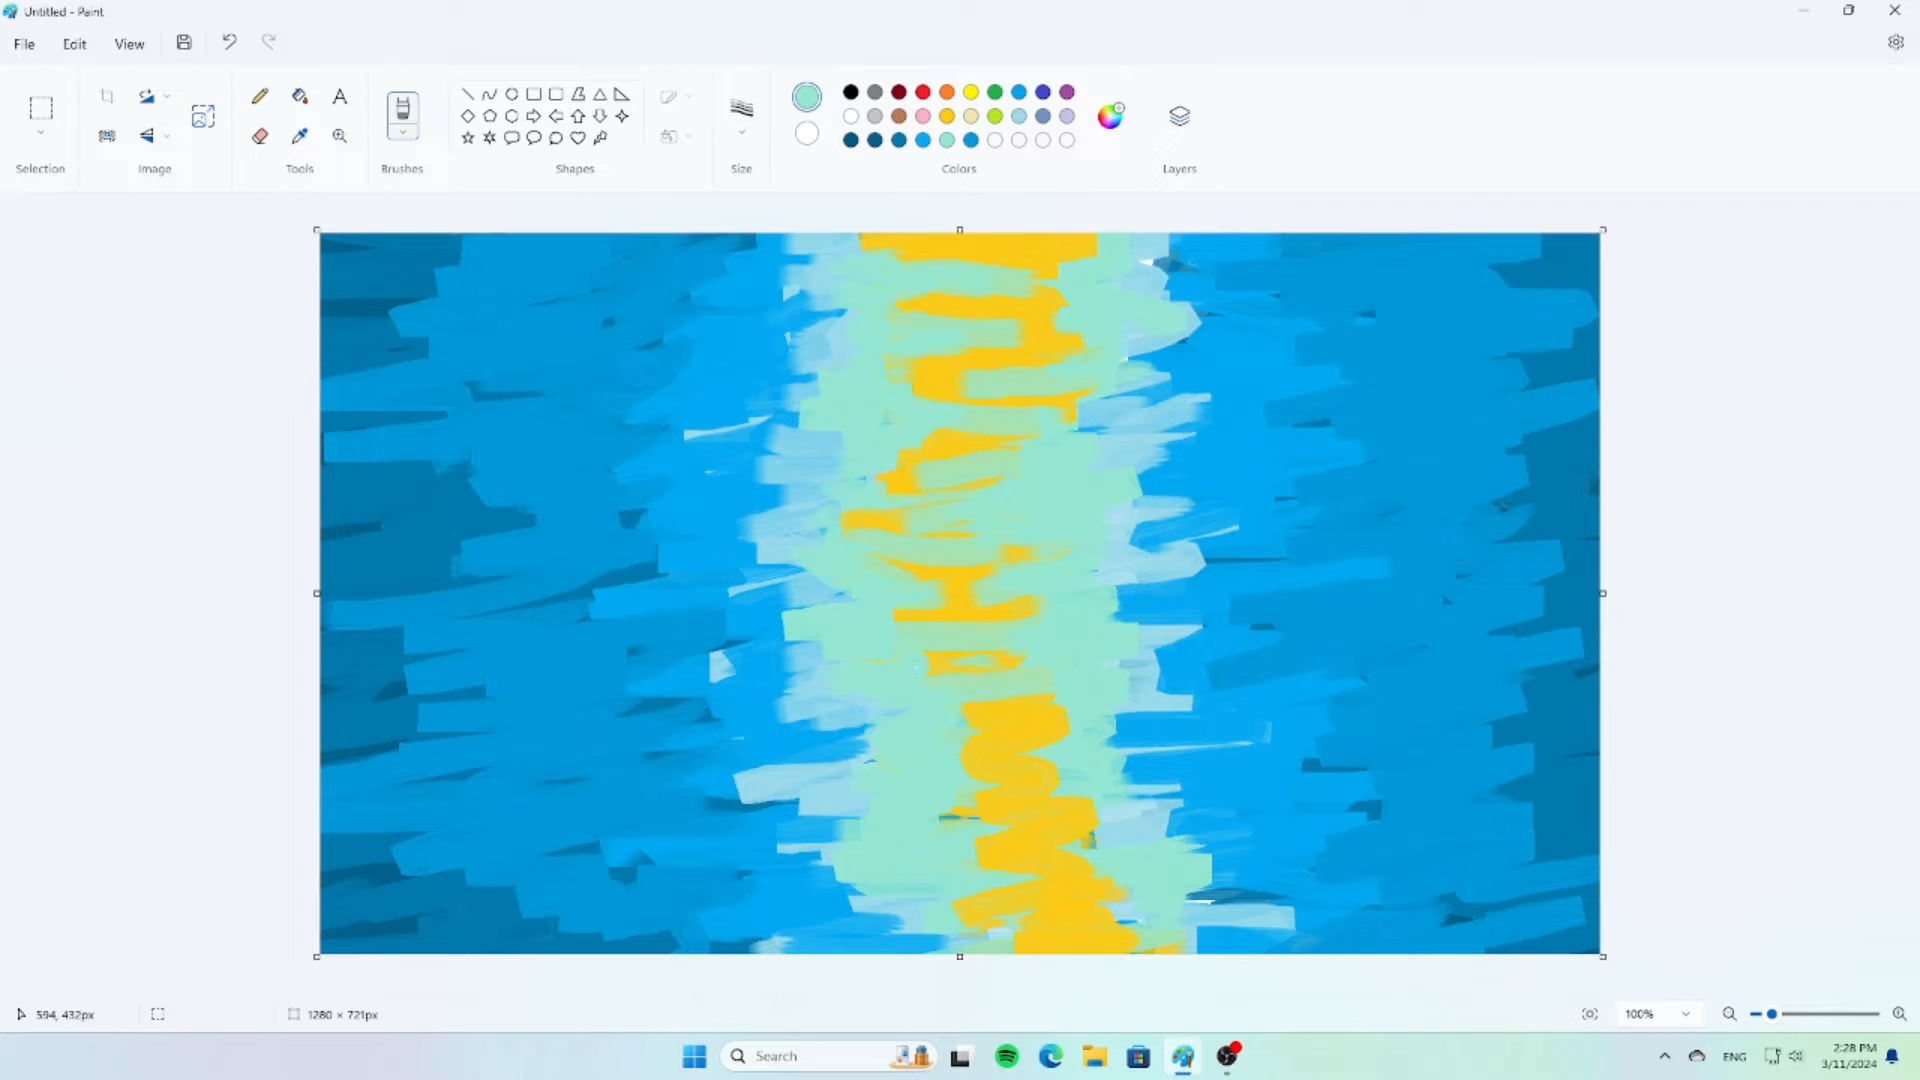 Untitled - Paint
File Edit View
Selection Image Tools Brushes Shapes Size Colors Layers
594, 432px 1280 × 721px 100%
Search ENG 2:28 PM
3/11/2024